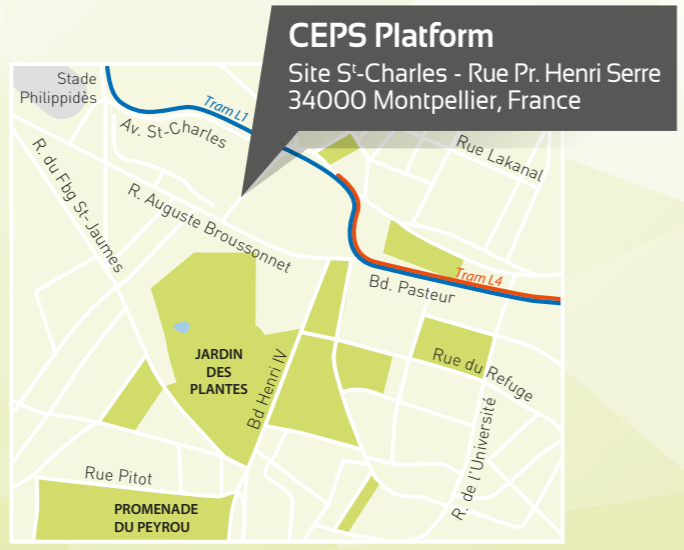 CEPS Platform
Site St-Charles - Rue Pr. Henri Serre
34000 Montpellier, France
Stade
Philippidès
Tram L1
Av. St-Charles
Rue Lakanal
R. du Fbg St-Jaumes
R. Auguste Broussonnet
Tram L4
Bd. Pasteur
JARDIN
DES
PLANTES
Bd Henri IV
Rue du Refuge
R. de l'Université
Rue Pitot
PROMENADE
DU PEYROU